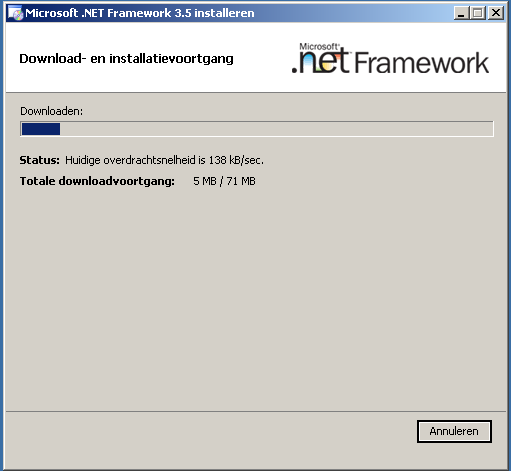 Microsoft .NET Framework 3.5 installeren
Download- en installatievoortgang
Microsoft®
.net Framework
Downloaden:
Status: Huidige overdrachtsnelheid is 138 kB/sec.
Totale downloadvoortgang: 5 MB / 71 MB
Annuleren